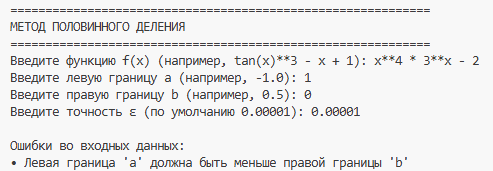 ============================================================
МЕТОД ПОЛОВИННОГО ДЕЛЕНИЯ
============================================================
Введите функцию f(x) (например, tan(x)**3 - x + 1): x**4 * 3**x - 2
Введите левую границу a (например, -1.0): 1
Введите правую границу b (например, 0.5): 0
Введите точность ε (по умолчанию 0.00001): 0.00001

Ошибки во входных данных:
• Левая граница 'a' должна быть меньше правой границы 'b'